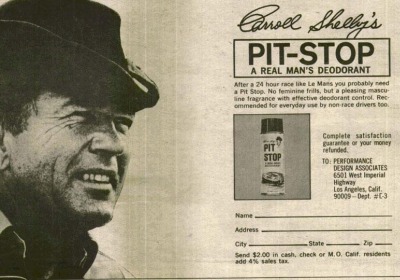 Carroll Shelby's
PIT-STOP
A REAL MAN'S DEODORANT
After a 24 hour race like Le Mans you probably need
a Pit Stop. No feminine frills, but a pleasing mascu-
line fragrance with effective deodorant control. Rec-
ommended for everyday use by non-race drivers too.
PIT
STOP
Complete satisfaction
guarantee or your money
refunded.
TO: PERFORMANCE
DESIGN ASSOCIATES
6501 West Imperial
Highway
Los Angeles, Calif.
90009 — Dept. #C-3
Name
Address
City State Zip
Send $2.00 in cash, check or M.O. Calif. residents
add 4% sales tax.